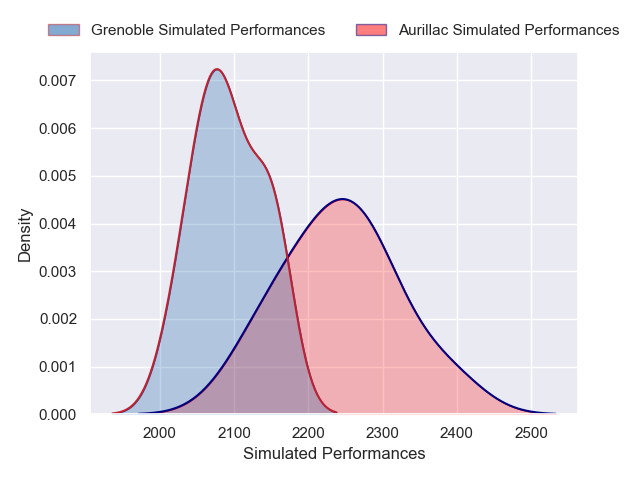 Grenoble Simulated Performances Aurillac Simulated Performances
0.007
0.006
0.005
0.004
0.003
0.002
0.001
0.000
Density
2000 2100 2200 2300 2400 2500
Simulated Performances